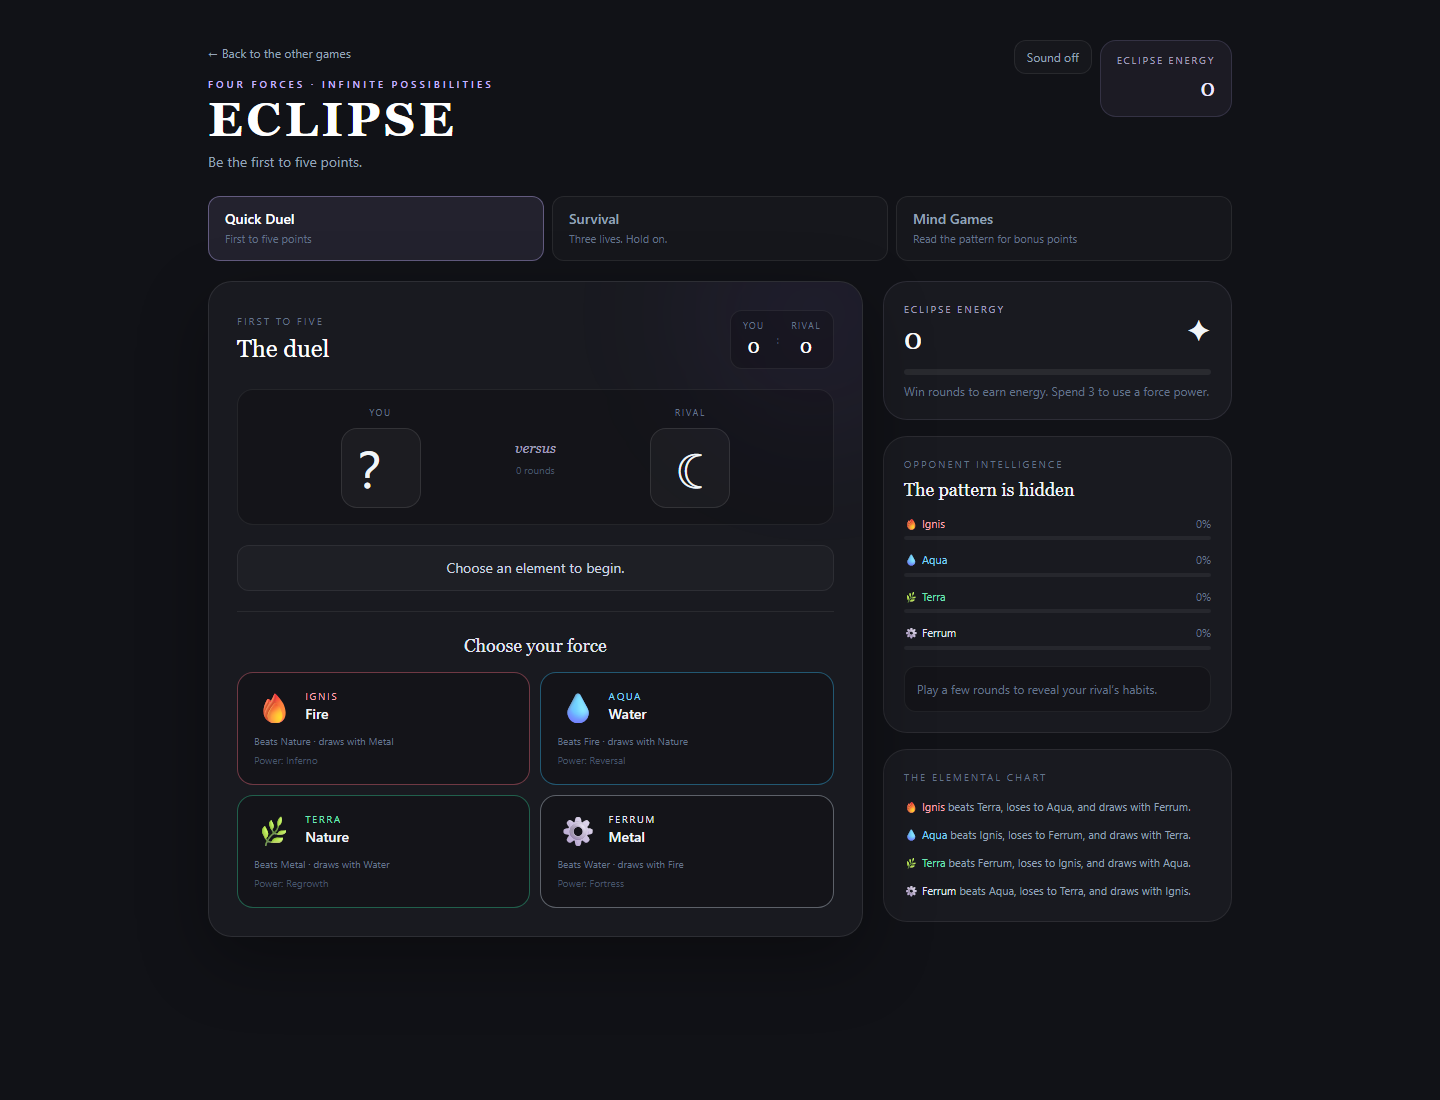 ← Back to the other games
Sound off
ECLIPSE ENERGY
0
FOUR FORCES · INFINITE POSSIBILITIES
ECLIPSE
Be the first to five points.
Quick Duel
First to five points
Survival
Three lives. Hold on.
Mind Games
Read the pattern for bonus points
FIRST TO FIVE
The duel
YOU
0
:
RIVAL
0
YOU
?
versus
0 rounds
RIVAL
Choose an element to begin.
Choose your force
IGNIS
Fire
Beats Nature · draws with Metal
Power: Inferno
AQUA
Water
Beats Fire · draws with Nature
Power: Reversal
TERRA
Nature
Beats Metal · draws with Water
Power: Regrowth
FERRUM
Metal
Beats Water · draws with Fire
Power: Fortress
ECLIPSE ENERGY
0
Win rounds to earn energy. Spend 3 to use a force power.
OPPONENT INTELLIGENCE
The pattern is hidden
Ignis 0%
Aqua 0%
Terra 0%
Ferrum 0%
Play a few rounds to reveal your rival's habits.
THE ELEMENTAL CHART
Ignis beats Terra, loses to Aqua, and draws with Ferrum.
Aqua beats Ignis, loses to Ferrum, and draws with Terra.
Terra beats Ferrum, loses to Ignis, and draws with Aqua.
Ferrum beats Aqua, loses to Terra, and draws with Ignis.